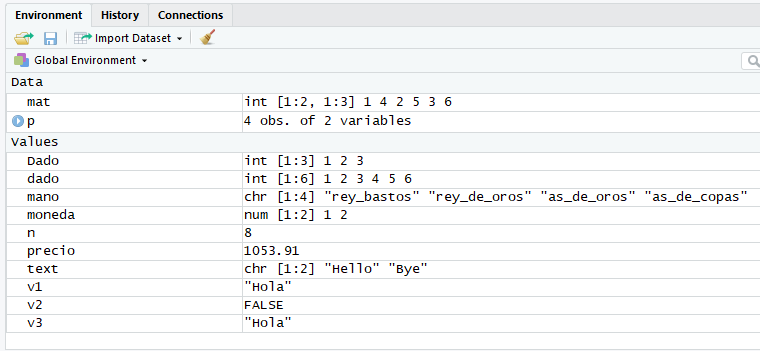 Environment History Connections
Import Dataset
Global Environment
Data
mat int [1:2, 1:3] 1 4 2 5 3 6
p 4 obs. of 2 variables
Values
Dado int [1:3] 1 2 3
dado int [1:6] 1 2 3 4 5 6
mano chr [1:4] "rey_bastos" "rey_de_oros" "as_de_oros" "as_de_copas"
moneda num [1:2] 1 2
n 8
precio 1053.91
text chr [1:2] "Hello" "Bye"
v1 "Hola"
v2 FALSE
v3 "Hola"